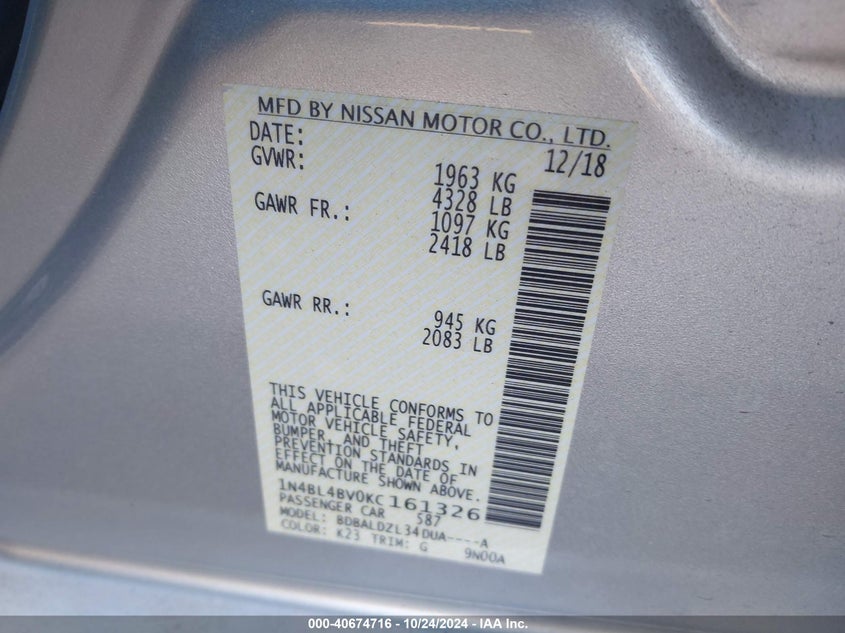 MFD BY NISSAN MOTOR CO., LTD.
DATE: 12/18
GVWR: 1963 KG
4328 LB
GAWR FR.: 1097 KG
2418 LB
GAWR RR.: 945 KG
2083 LB
THIS VEHICLE CONFORMS TO
ALL APPLICABLE FEDERAL
MOTOR VEHICLE SAFETY,
BUMPER, AND THEFT
PREVENTION STANDARDS IN
EFFECT ON THE DATE OF
MANUFACTURE SHOWN ABOVE.
1N4BL4BV0KC161326
PASSENGER CAR 587
MODEL: BDBALDZL34DUA----A
COLOR: K23 TRIM: G 9N00A
000-40674716 - 10/24/2024 - IAA Inc.